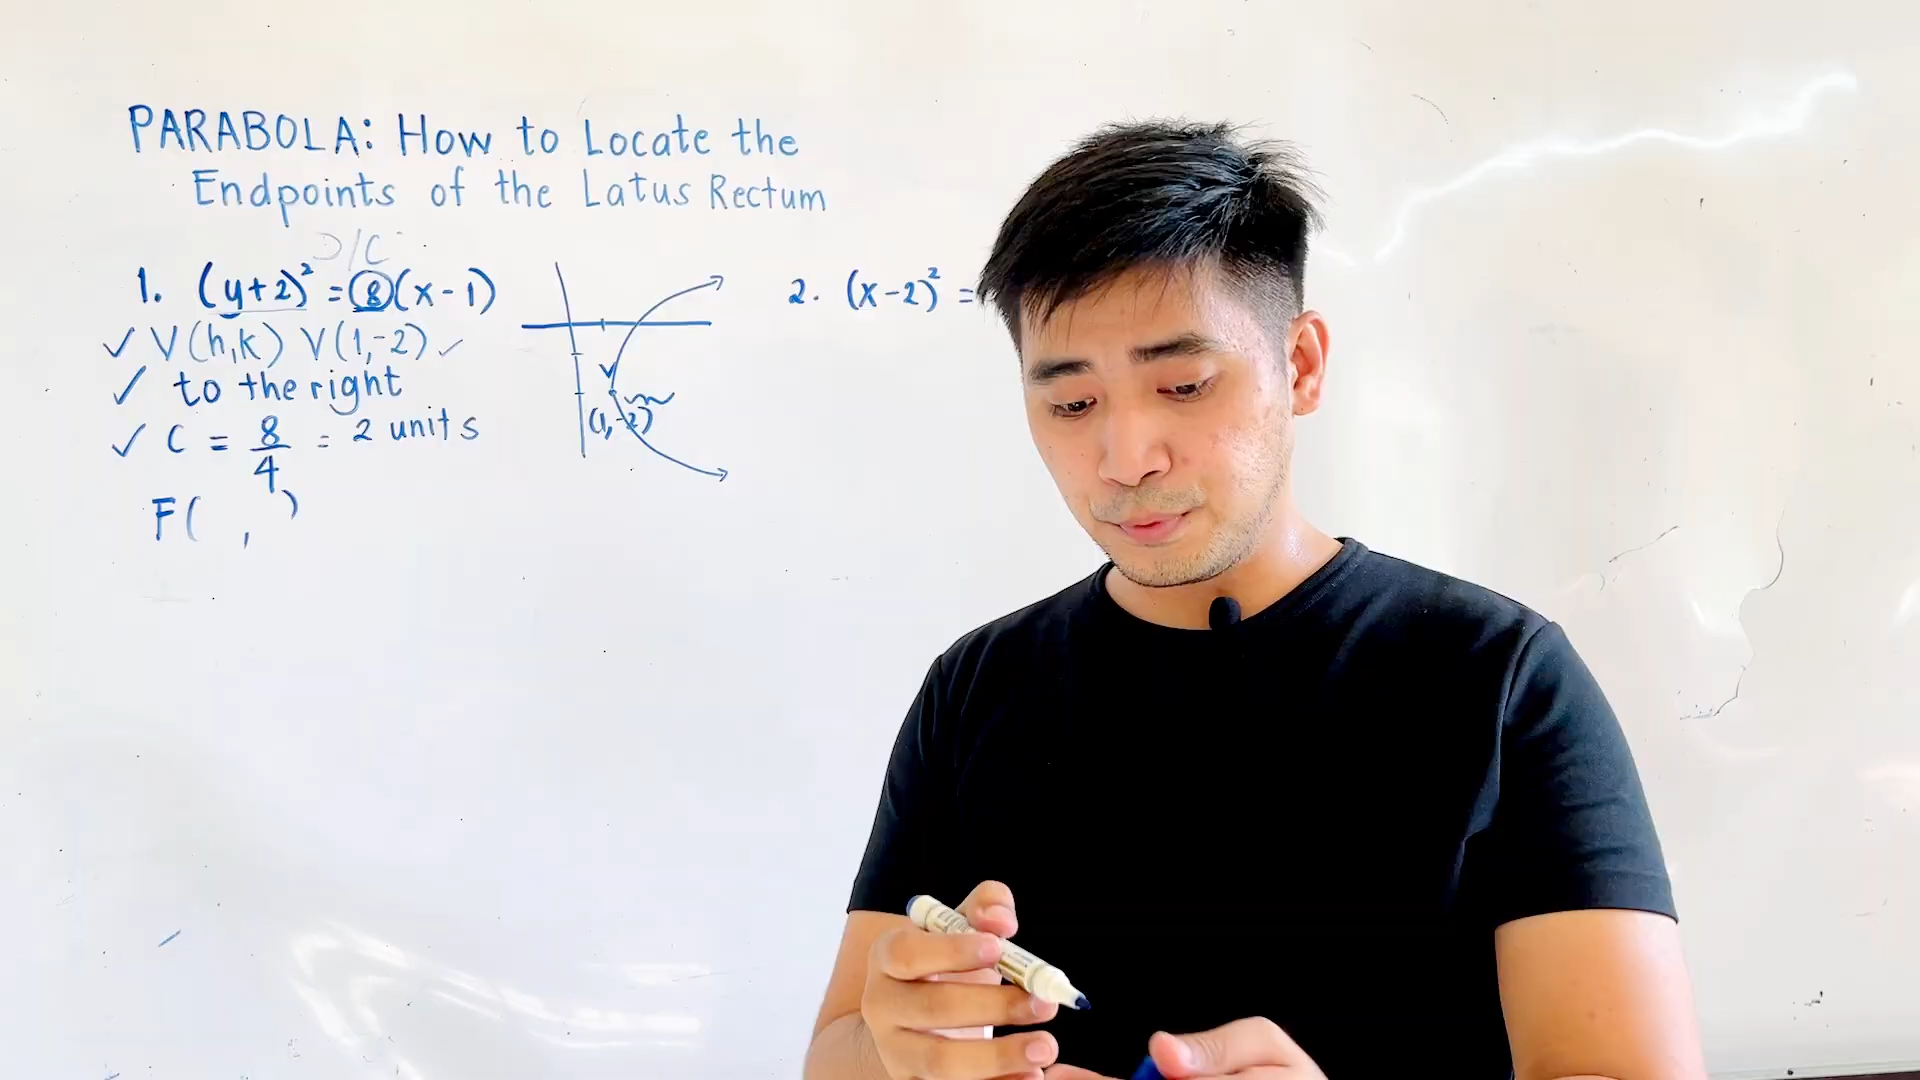 PARABOLA: How to Locate the
Endpoints of the Latus Rectum
D/C
1. (y+2)² = 8(x-1)
✓ V(h,k) V(1,-2) ✓
✓ to the right
✓ C = 8/4 = 2 units
F( , )
(1,-2)
2. (x-2)² =